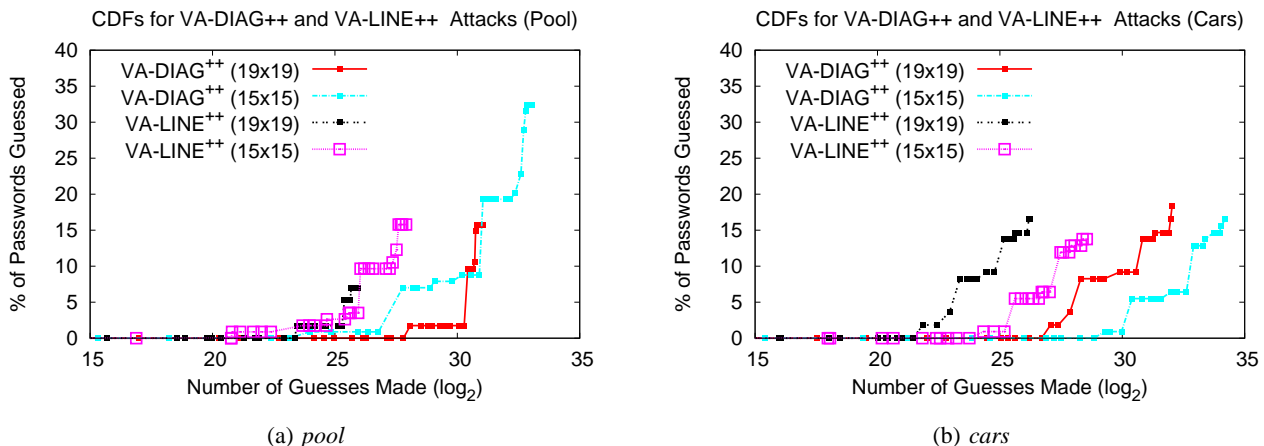 CDFs for VA-DIAG++ and VA-LINE++ Attacks (Pool)
40
35
30
25
20
15
10
5
0
% of Passwords Guessed
VA-DIAG++ (19x19)
VA-DIAG++ (15x15)
VA-LINE++ (19x19)
VA-LINE++ (15x15)
15 20 25 30 35
Number of Guesses Made (log2)
(a) pool
CDFs for VA-DIAG++ and VA-LINE++ Attacks (Cars)
40
35
30
25
20
15
10
5
0
% of Passwords Guessed
VA-DIAG++ (19x19)
VA-DIAG++ (15x15)
VA-LINE++ (19x19)
VA-LINE++ (15x15)
15 20 25 30 35
Number of Guesses Made (log2)
(b) cars